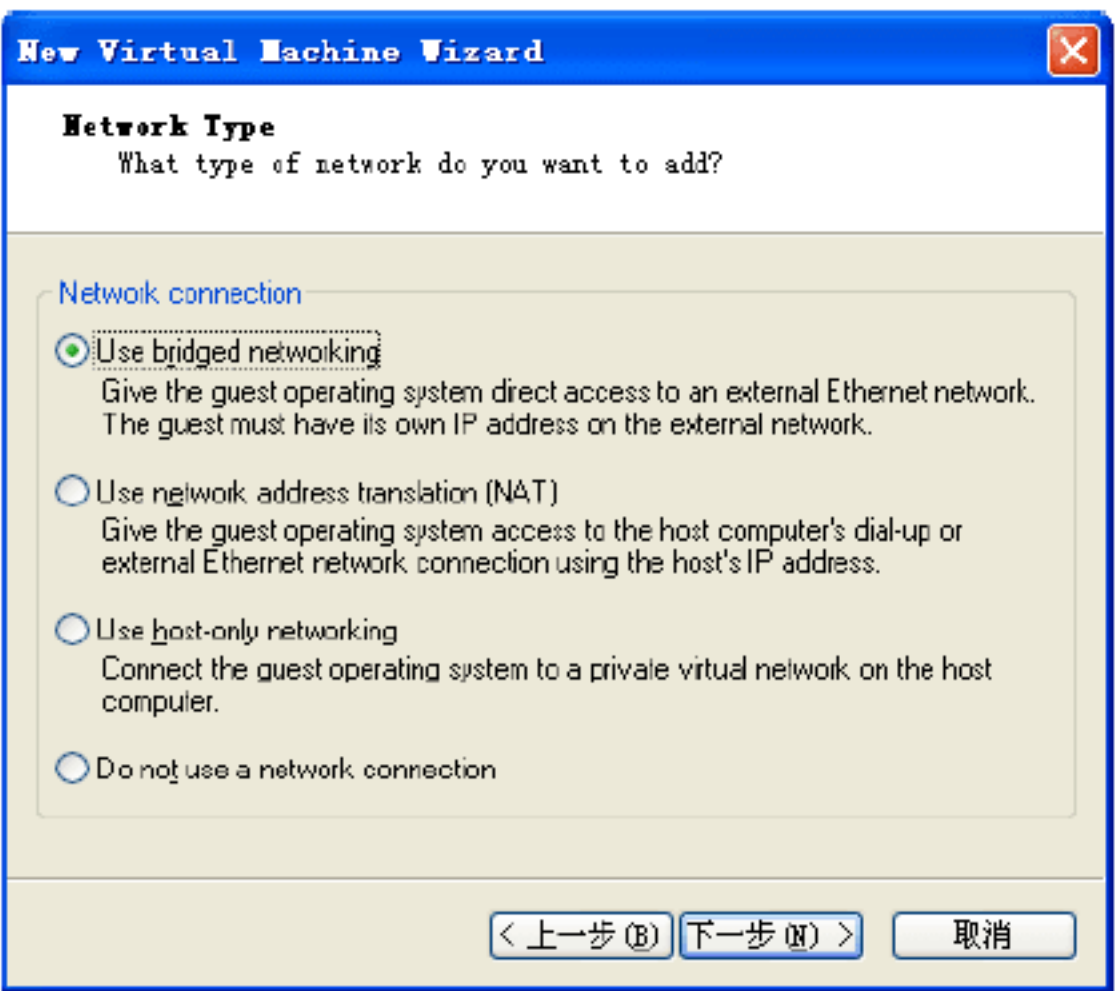 New Virtual Machine Wizard
Network Type
What type of network do you want to add?
Network connection
Use bridged networking
Give the guest operating system direct access to an external Ethernet network.
The guest must have its own IP address on the external network.
Use network address translation (NAT)
Give the guest operating system access to the host computer's dial-up or
external Ethernet network connection using the host's IP address.
Use host-only networking
Connect the guest operating system to a private virtual network on the host
computer.
Do not use a network connection
< 上一步(B) 下一步(N) > 取消